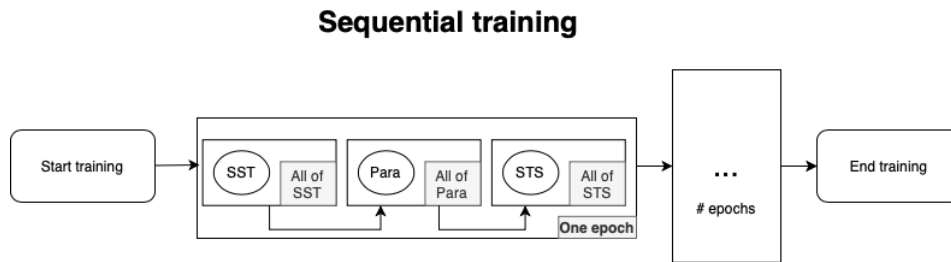 Sequential training
Start training
SST
All of
SST
Para
All of
Para
STS
All of
STS
One epoch
...
# epochs
End training